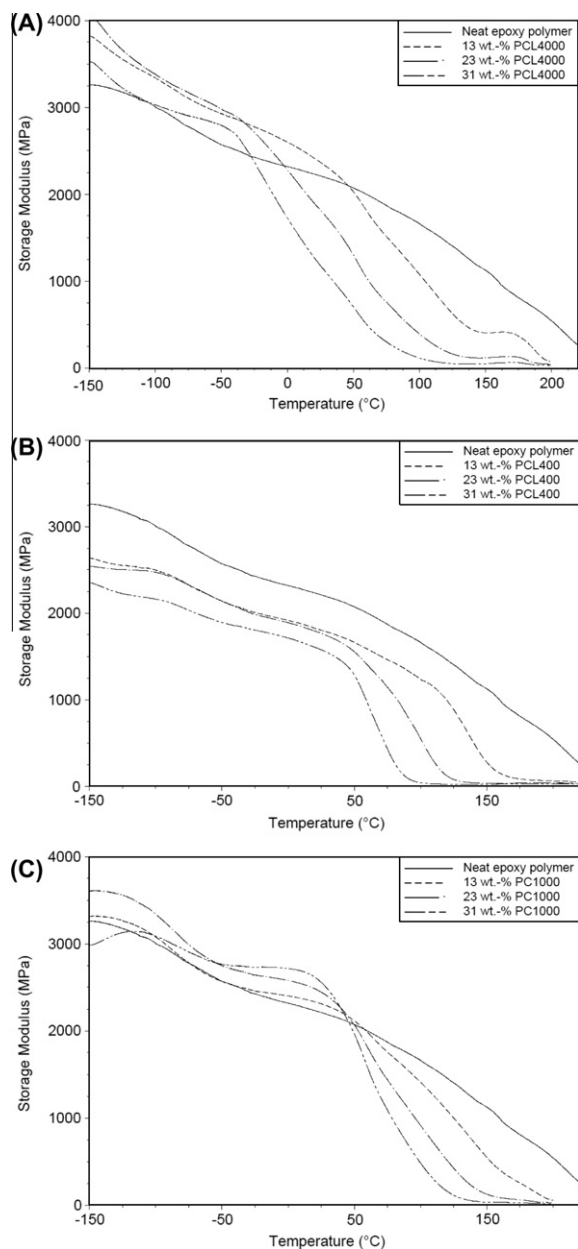 (A)
4000
3000
2000
1000
0
Storage Modulus (MPa)
Neat epoxy polymer
13 wt.-% PCL4000
23 wt.-% PCL4000
31 wt.-% PCL4000
-150 -100 -50 0 50 100 150 200
Temperature (°C)
(B)
4000
3000
2000
1000
0
Storage Modulus (MPa)
Neat epoxy polymer
13 wt.-% PCL400
23 wt.-% PCL400
31 wt.-% PCL400
-150 -50 50 150
Temperature (°C)
(C)
4000
3000
2000
1000
0
Storage Modulus (MPa)
Neat epoxy polymer
13 wt.-% PC1000
23 wt.-% PC1000
31 wt.-% PC1000
-150 -50 50 150
Temperature (°C)